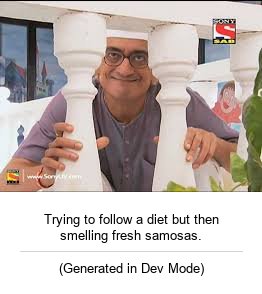 SONY
S
SAB
www.SonyLIV.com
Trying to follow a diet but then
smelling fresh samosas.
(Generated in Dev Mode)